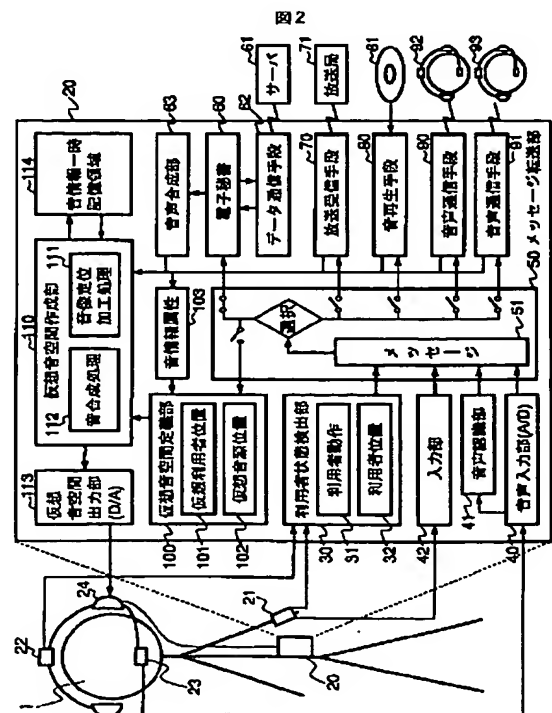 図2
20
114
音情報一時
記憶領域
110
仮想音空間作成部
111
音像定位
加工処理
112
音合成処理
113
仮想
音空間
出力部
(D/A)
63
音声合成部
60
電子秘書
62
データ通信手段
61
サーバ
70
放送受信手段
71
放送局
80
音再生手段
81
90
音声通信手段
92
91
音声通信手段
93
50 メッセージ転送部
103
音情報属性
選択
51
メッセージ
100
仮想音空間定義部
101
仮想利用者位置
102
仮想音源位置
利用者状態検出部
30
利用者動作
31
利用者位置
32
入力部
42
音声認識部
41
音声入力部(A/D)
40
22
24
1
23
21
20